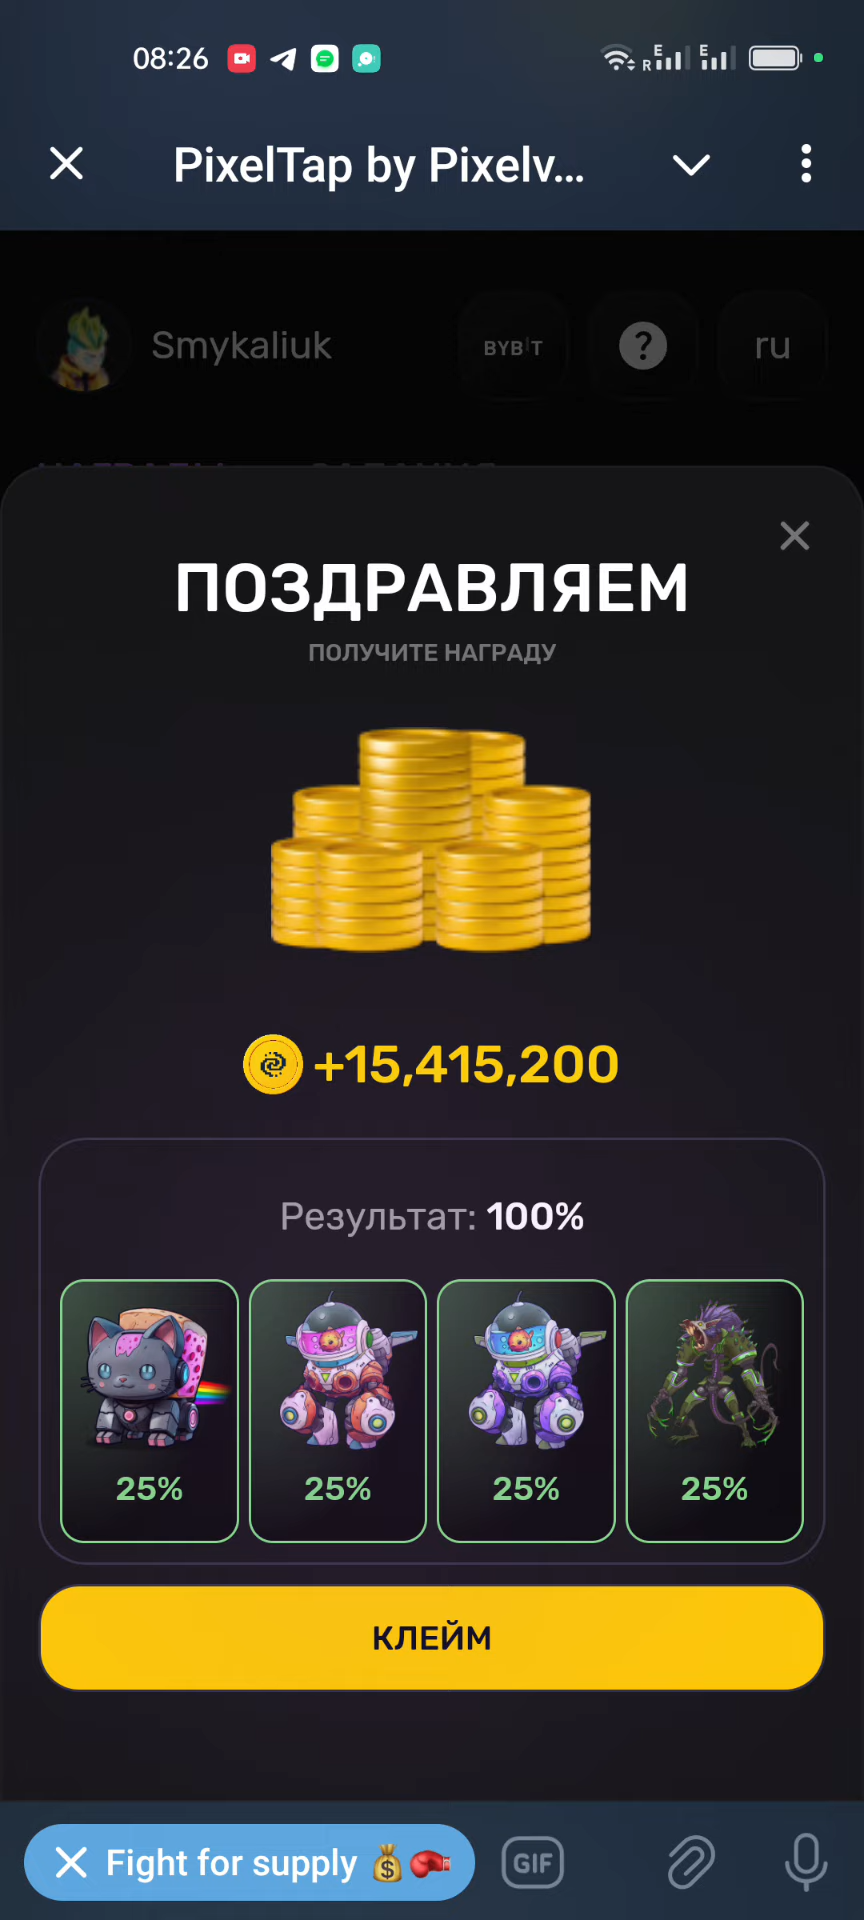 08:26
R E E
PixelTap by Pixelv...
Smykaliuk
BYBIT
?
ru
ПОЗДРАВЛЯЕМ
ПОЛУЧИТЕ НАГРАДУ
+15,415,200
Результат: 100%
25% 25% 25% 25%
КЛЕЙМ
Fight for supply 💰🥊
GIF